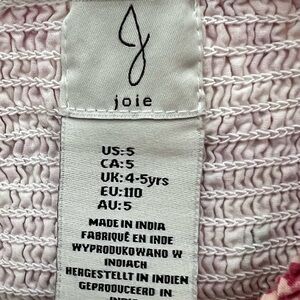 joie
US:5
CA:5
UK:4-5yrs
EU:110
AU:5
MADE IN INDIA
FABRIQUÉ EN INDE
WYPRODUKOWANO W
INDIACH
HERGESTELLT IN INDIEN
GEPRODUCEERD IN